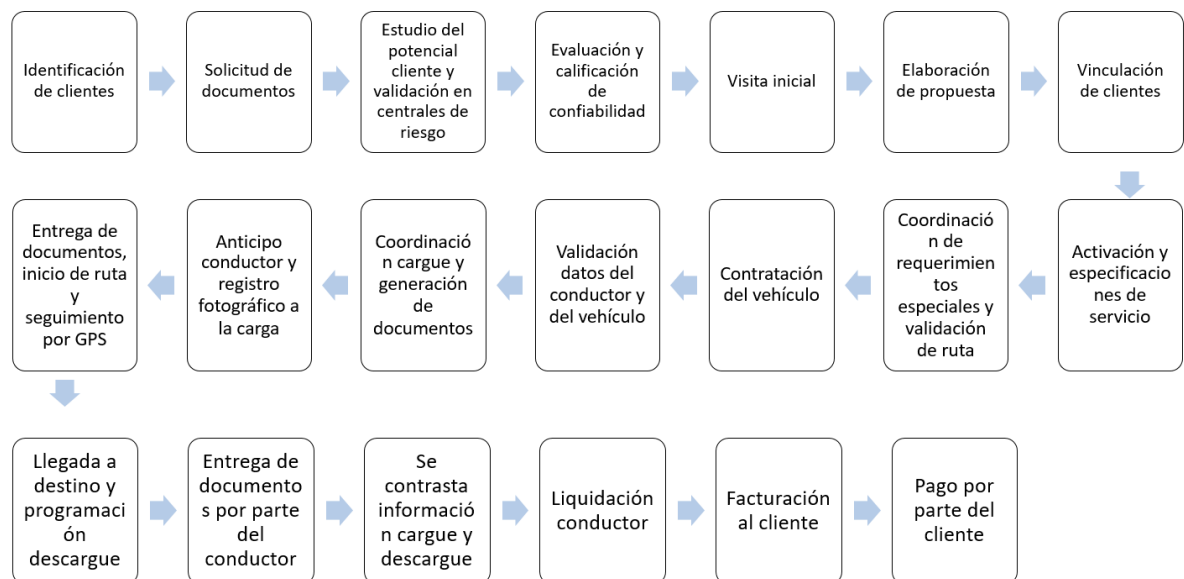 Identificación
de clientes
Solicitud de
documentos
Estudio del
potencial
cliente y
validación en
centrales de
riesgo
Evaluación y
calificación
de
confiabilidad
Visita inicial
Elaboración
de propuesta
Vinculación
de clientes
Activación y
especificacio
nes de
servicio
Coordinació
n de
requerimien
tos
especiales y
validación
de ruta
Contratación
del vehículo
Validación
datos del
conductor y
del vehículo
Coordinació
n cargue y
generación
de
documentos
Anticipo
conductor y
registro
fotográfico a
la carga
Entrega de
documentos,
inicio de ruta
y
seguimiento
por GPS
Llegada a
destino y
programaci
ón
descargue
Entrega de
documento
s por parte
del
conductor
Se
contrasta
informació
n cargue y
descargue
Liquidación
conductor
Facturación
al cliente
Pago por
parte del
cliente